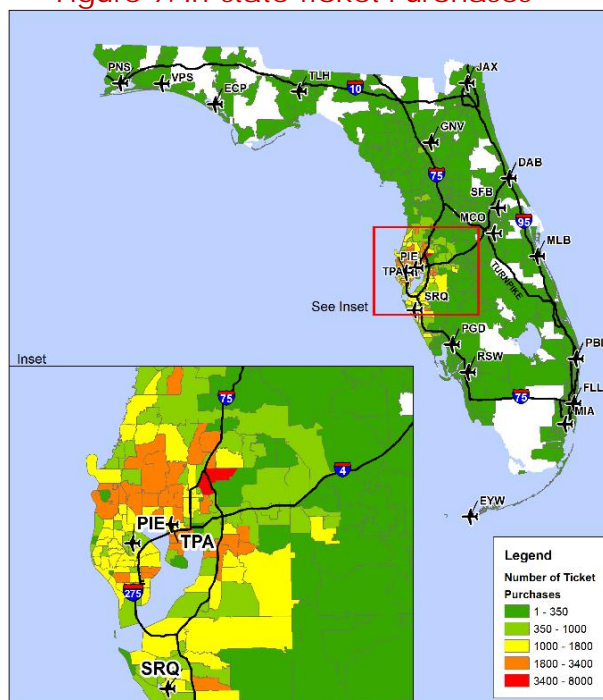 Figure 9: In-state Ticket Purchases
PNS
VPS
ECP
TLH
10
JAX
GNV
75
DAB
SFB
MCO
95
MLB
PIE
TPA
TURNPIKE
See Inset
SRQ
PGD
RSW
PBI
75
FLL
MIA
EYW
Inset
75
4
PIE
TPA
275
SRQ
Legend
Number of Ticket
Purchases
1 - 350
350 - 1000
1000 - 1800
1800 - 3400
3400 - 8000